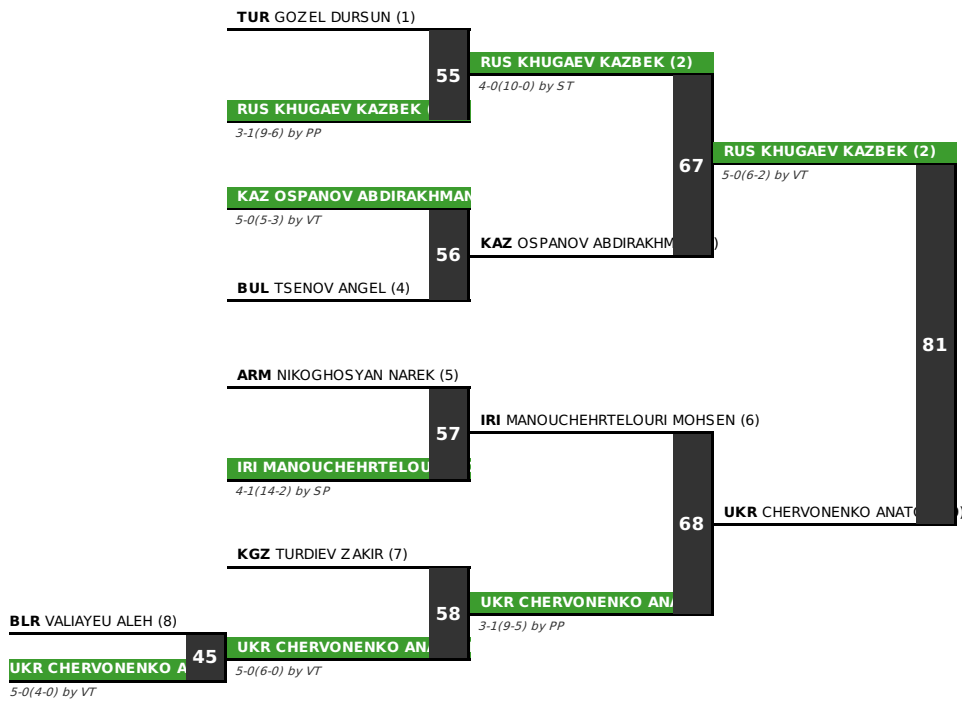 TUR GOZEL DURSUN (1)
55
RUS KHUGAEV KAZBEK
3-1(9-6) by PP
RUS KHUGAEV KAZBEK (2)
4-0(10-0) by ST
67
RUS KHUGAEV KAZBEK (2)
5-0(6-2) by VT
KAZ OSPANOV ABDIRAKHMAN
5-0(5-3) by VT
56
KAZ OSPANOV ABDIRAKHM
BUL TSENOV ANGEL (4)
81
ARM NIKOGHOSYAN NAREK (5)
57
IRI MANOUCHEHRTELOU
4-1(14-2) by SP
IRI MANOUCHEHRTELOURI MOHSEN (6)
68
UKR CHERVONENKO ANATO
KGZ TURDIEV ZAKIR (7)
58
UKR CHERVONENKO ANA
3-1(9-5) by PP
BLR VALIAYEU ALEH (8)
45
UKR CHERVONENKO A
5-0(4-0) by VT
UKR CHERVONENKO ANA
5-0(6-0) by VT